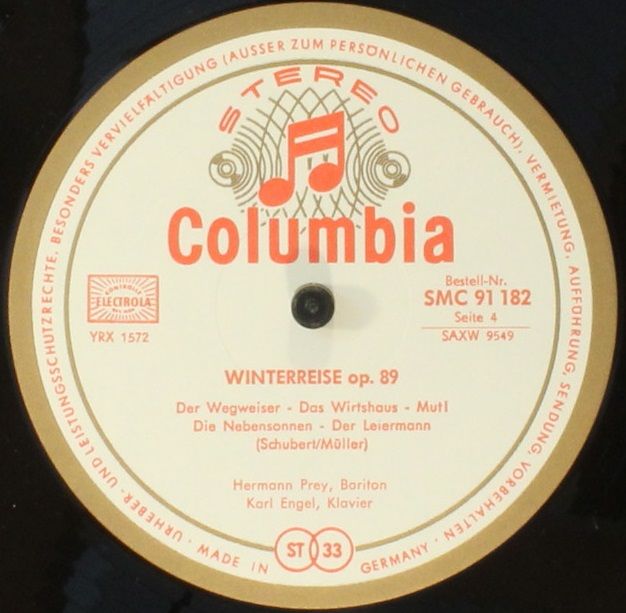 URHEBER- UND LEISTUNGSSCHUTZRECHTE, BESONDERS VERVIELFÄLTIGUNG (AUSSER ZUM PERSÖNLICHEN GEBRAUCH), VERMIETUNG, AUFFÜHRUNG, SENDUNG, VORBEHALTEN · MADE IN GERMANY ·
STEREO
Columbia
ELECTROLA
YRX 1572
Bestell-Nr.
SMC 91 182
Seite 4
SAXW 9549
WINTERREISE op. 89
Der Wegweiser - Das Wirtshaus - Mut!
Die Nebensonnen - Der Leiermann
(Schubert/Müller)
Hermann Prey, Bariton
Karl Engel, Klavier
ST 33